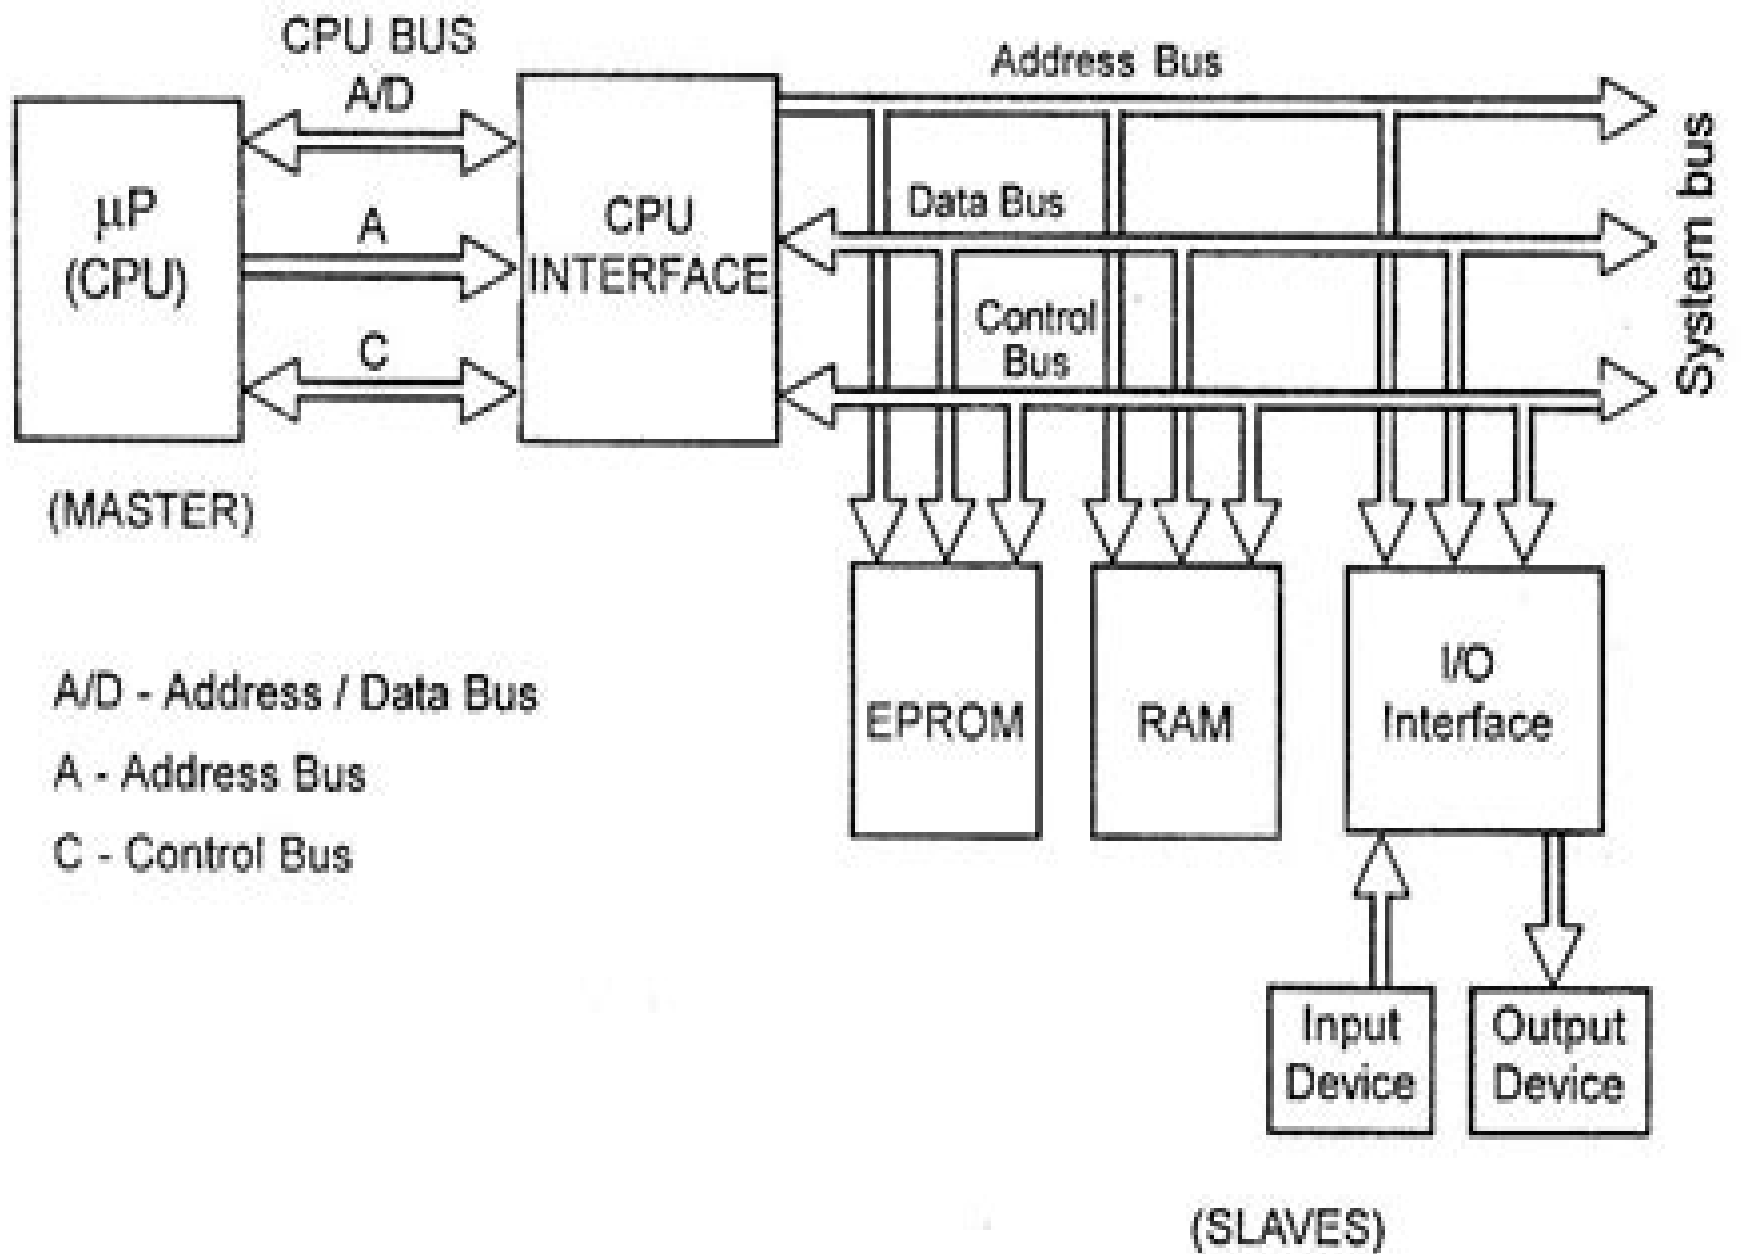 CPU BUS
A/D
A
C
μP
(CPU)
(MASTER)
CPU
INTERFACE
Address Bus
Data Bus
Control
Bus
System bus
EPROM
RAM
I/O
Interface
Input
Device
Output
Device
(SLAVES)
A/D - Address / Data Bus
A - Address Bus
C - Control Bus